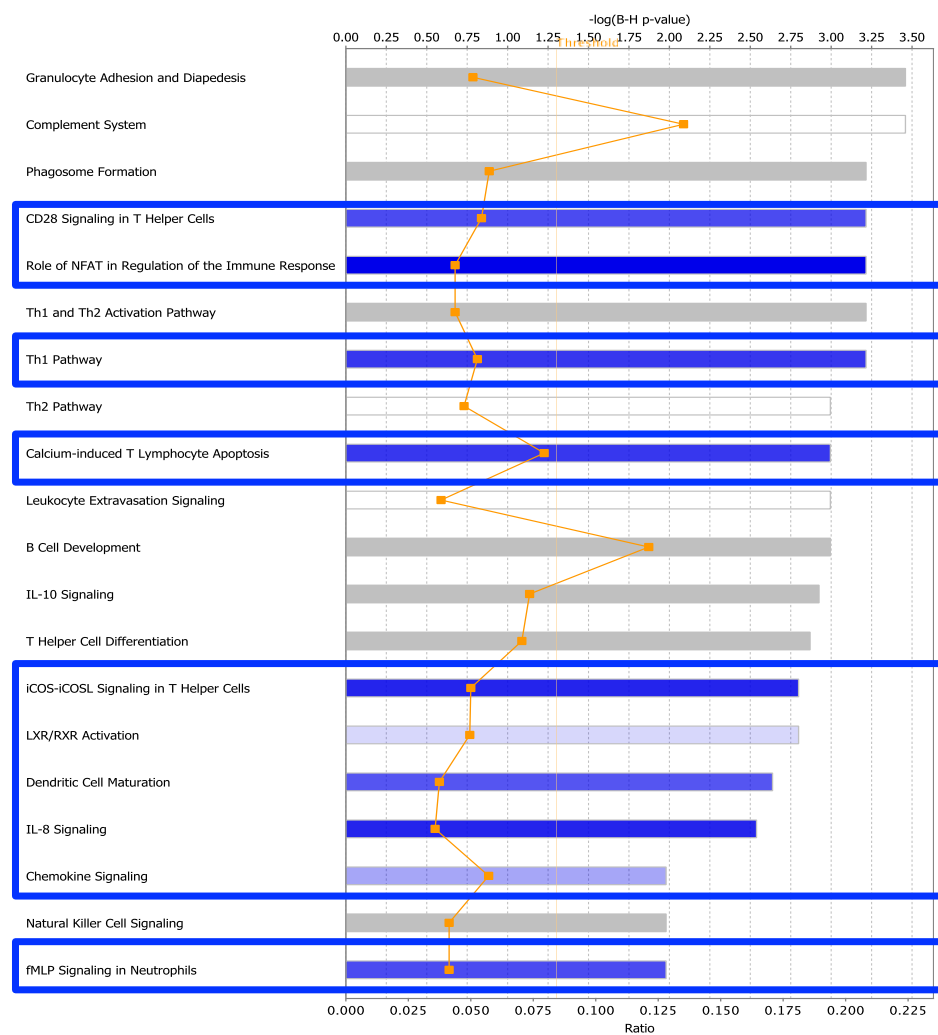 -log(B-H p-value)
0.00 0.25 0.50 0.75 1.00 1.25 1.50 1.75 2.00 2.25 2.50 2.75 3.00 3.25 3.50
Threshold
Granulocyte Adhesion and Diapedesis
Complement System
Phagosome Formation
CD28 Signaling in T Helper Cells
Role of NFAT in Regulation of the Immune Response
Th1 and Th2 Activation Pathway
Th1 Pathway
Th2 Pathway
Calcium-induced T Lymphocyte Apoptosis
Leukocyte Extravasation Signaling
B Cell Development
IL-10 Signaling
T Helper Cell Differentiation
iCOS-iCOSL Signaling in T Helper Cells
LXR/RXR Activation
Dendritic Cell Maturation
IL-8 Signaling
Chemokine Signaling
Natural Killer Cell Signaling
fMLP Signaling in Neutrophils
0.000 0.025 0.050 0.075 0.100 0.125 0.150 0.175 0.200 0.225
Ratio